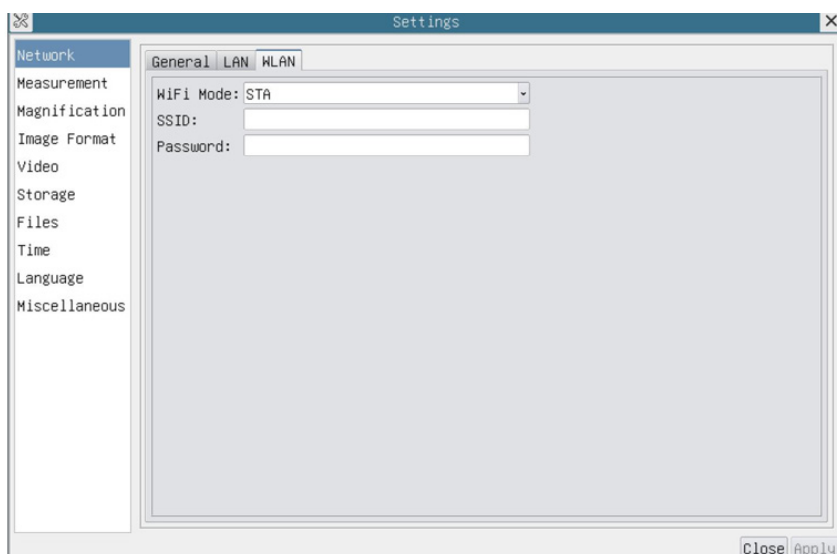 Settings
Network
Measurement
Magnification
Image Format
Video
Storage
Files
Time
Language
Miscellaneous
General LAN WLAN
WiFi Mode: STA
SSID:
Password:
Close Apply